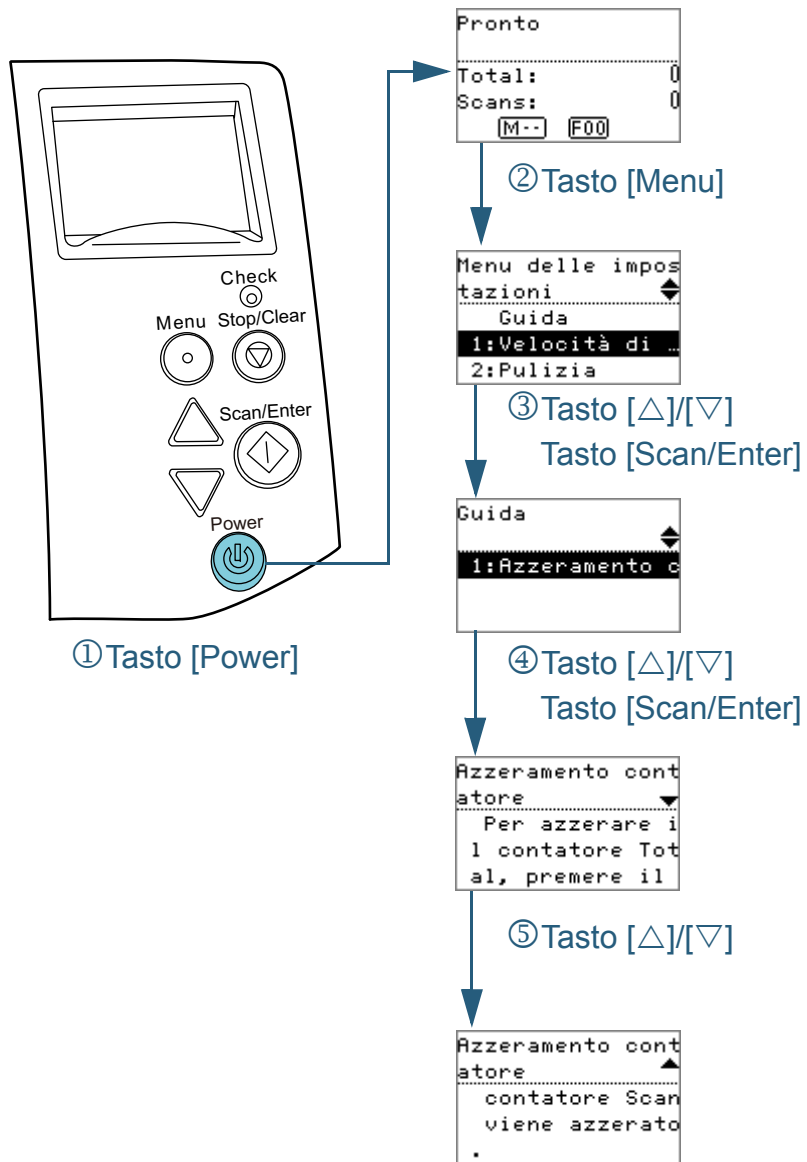 Check
Menu Stop/Clear
Scan/Enter
Power
①Tasto [Power]
Pronto
Total: 0
Scans: 0
M-- F00
②Tasto [Menu]
Menu delle impos
tazioni
Guida
1:Velocità di …
2:Pulizia
③Tasto [△]/[▽]
Tasto [Scan/Enter]
Guida
1:Azzeramento c
④Tasto [△]/[▽]
Tasto [Scan/Enter]
Azzeramento cont
atore
Per azzerare i
l contatore Tot
al, premere il
⑤Tasto [△]/[▽]
Azzeramento cont
atore
contatore Scan
viene azzerato
.